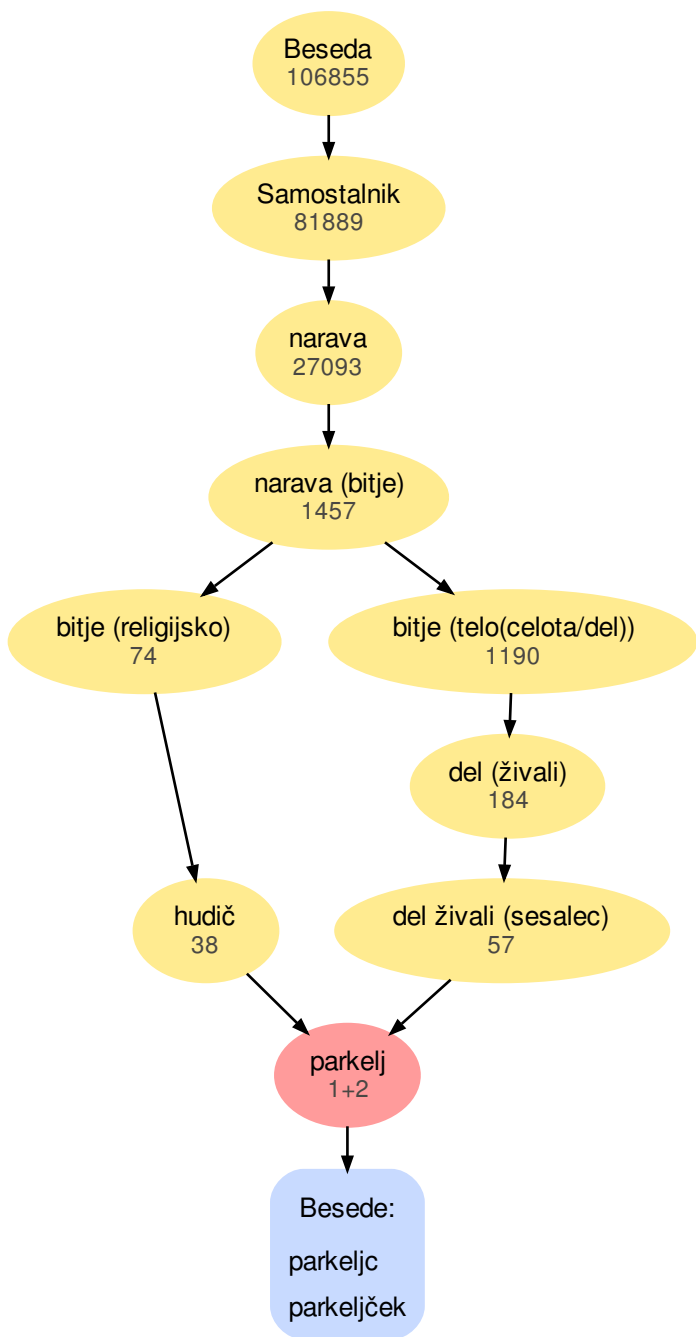 Beseda
106855
Samostalnik
81889
narava
27093
narava (bitje)
1457
bitje (religijsko)
74
bitje (telo(celota/del))
1190
del (živali)
184
hudič
38
del živali (sesalec)
57
parkelj
1+2
Besede:
parkeljc
parkeljček